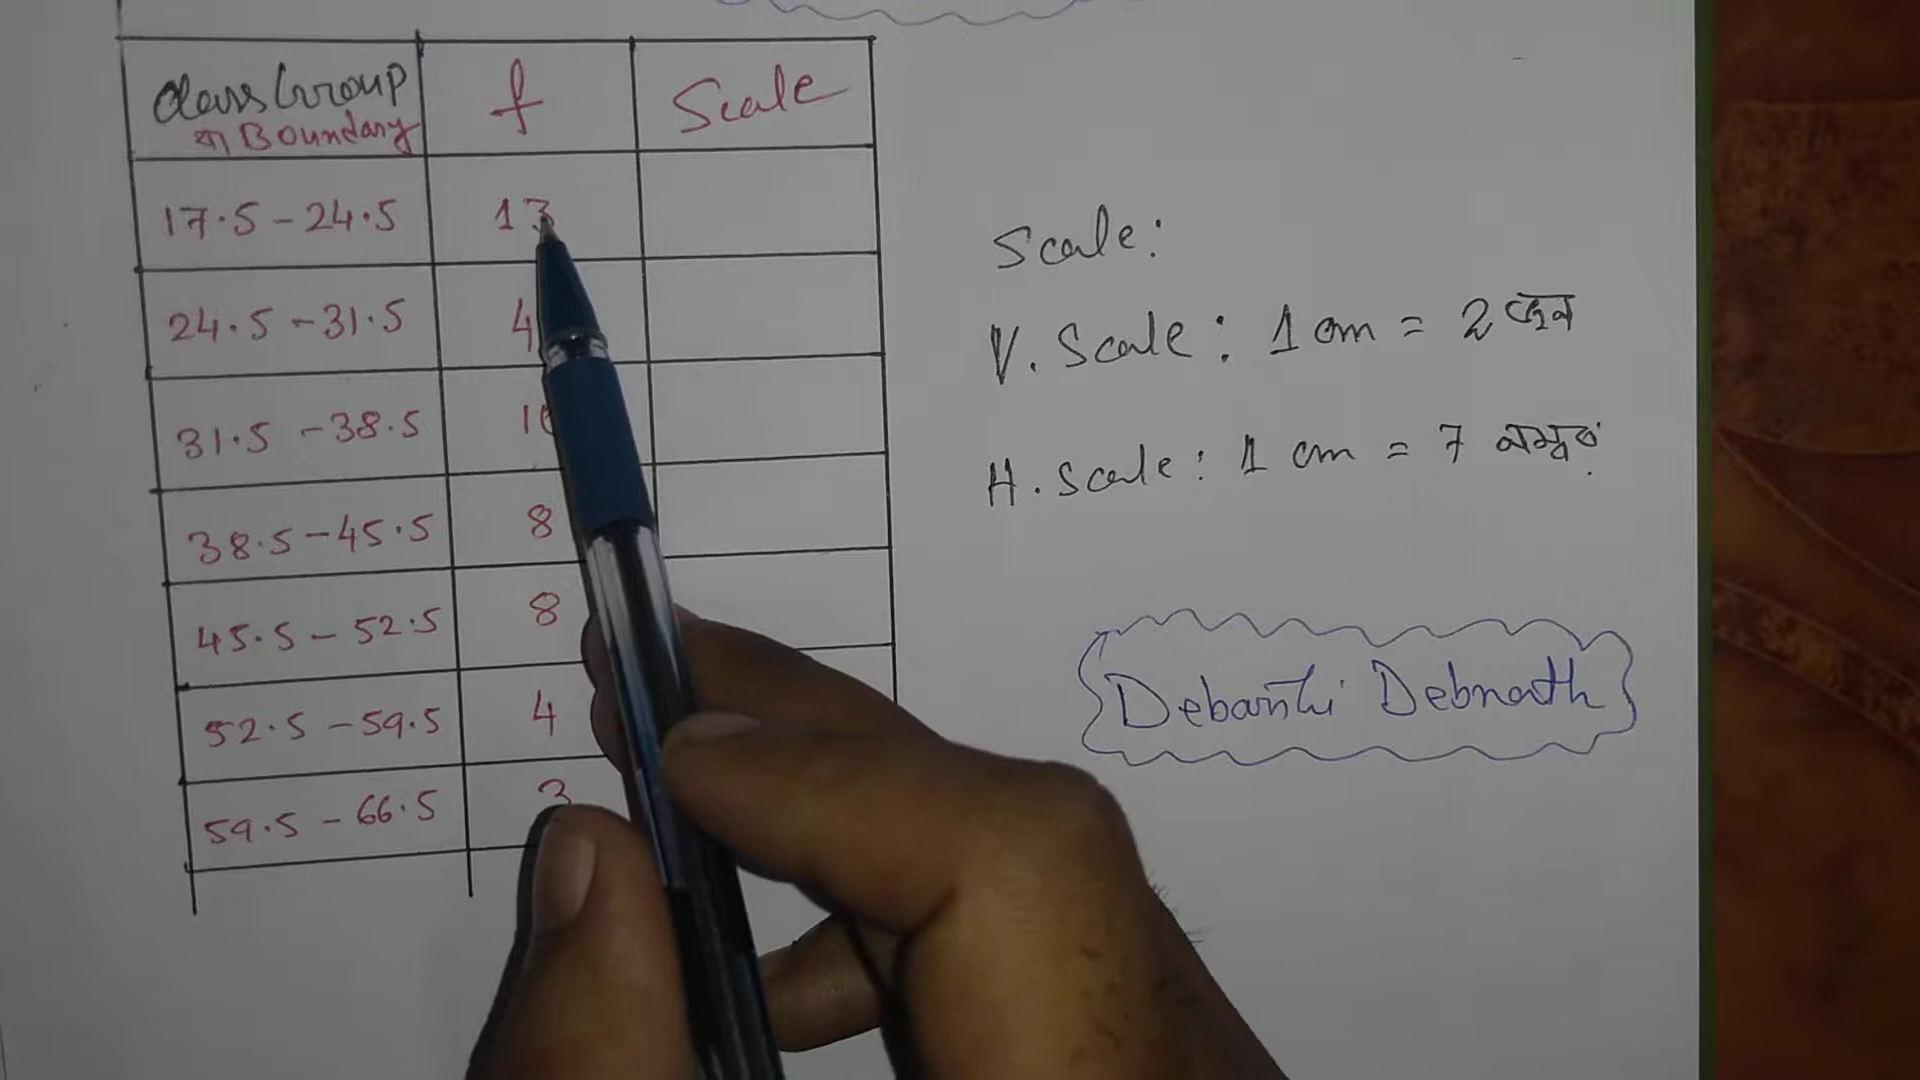 Class Group f Scale
বা Boundary
17.5 - 24.5 13
24.5 - 31.5 4
31.5 - 38.5
38.5 - 45.5 8
45.5 - 52.5 8
52.5 - 59.5 4
59.5 - 66.5 3
Scale:
V. Scale: 1 cm = 2 জন
H. Scale: 1 cm = 7 নম্বর
Debanti Debnath